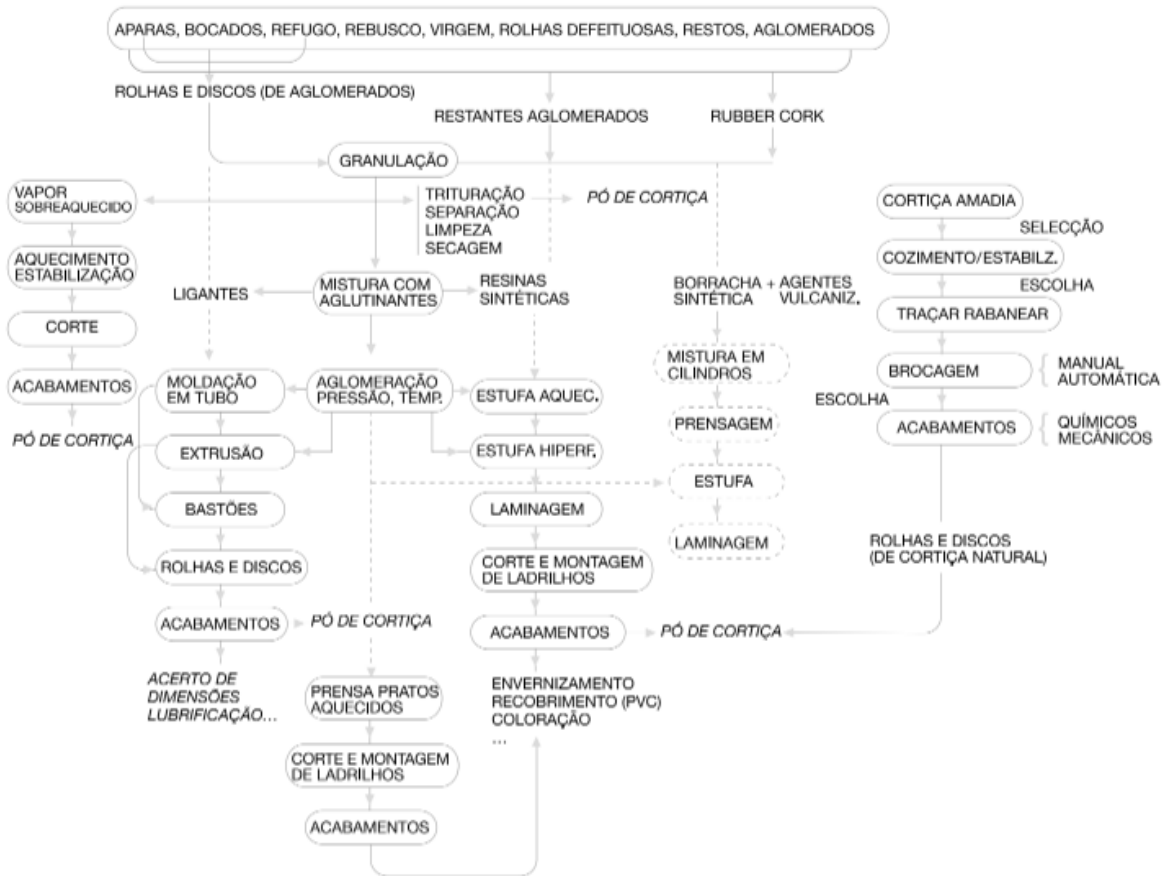 APARAS, BOCADOS, REFUGO, REBUSCO, VIRGEM, ROLHAS DEFEITUOSAS, RESTOS, AGLOMERADOS
ROLHAS E DISCOS (DE AGLOMERADOS)
RESTANTES AGLOMERADOS
RUBBER CORK
GRANULAÇÃO
VAPOR
SOBREAQUECIDO
TRITURAÇÃO
SEPARAÇÃO
LIMPEZA
SECAGEM
PÓ DE CORTIÇA
AQUECIMENTO
ESTABILIZAÇÃO
CORTE
ACABAMENTOS
PÓ DE CORTIÇA
LIGANTES
MISTURA COM
AGLUTINANTES
RESINAS
SINTÉTICAS
BORRACHA + AGENTES
SINTÉTICA VULCANIZ.
CORTIÇA AMADIA
SELECÇÃO
COZIMENTO/ESTABILZ.
ESCOLHA
TRAÇAR RABANEAR
BROCAGEM
MANUAL
AUTOMÁTICA
ESCOLHA
ACABAMENTOS
QUÍMICOS
MECÂNICOS
MOLDAÇÃO
EM TUBO
AGLOMERAÇÃO
PRESSÃO, TEMP.
ESTUFA AQUEC.
MISTURA EM
CILINDROS
EXTRUSÃO
ESTUFA HIPERF.
PRENSAGEM
BASTÕES
LAMINAGEM
ESTUFA
ROLHAS E DISCOS
CORTE E MONTAGEM
DE LADRILHOS
LAMINAGEM
ROLHAS E DISCOS
(DE CORTIÇA NATURAL)
ACABAMENTOS
PÓ DE CORTIÇA
ACABAMENTOS
PÓ DE CORTIÇA
ACERTO DE
DIMENSÕES
LUBRIFICAÇÃO...
PRENSA PRATOS
AQUECIDOS
ENVERNIZAMENTO
RECOBRIMENTO (PVC)
COLORAÇÃO
...
CORTE E MONTAGEM
DE LADRILHOS
ACABAMENTOS